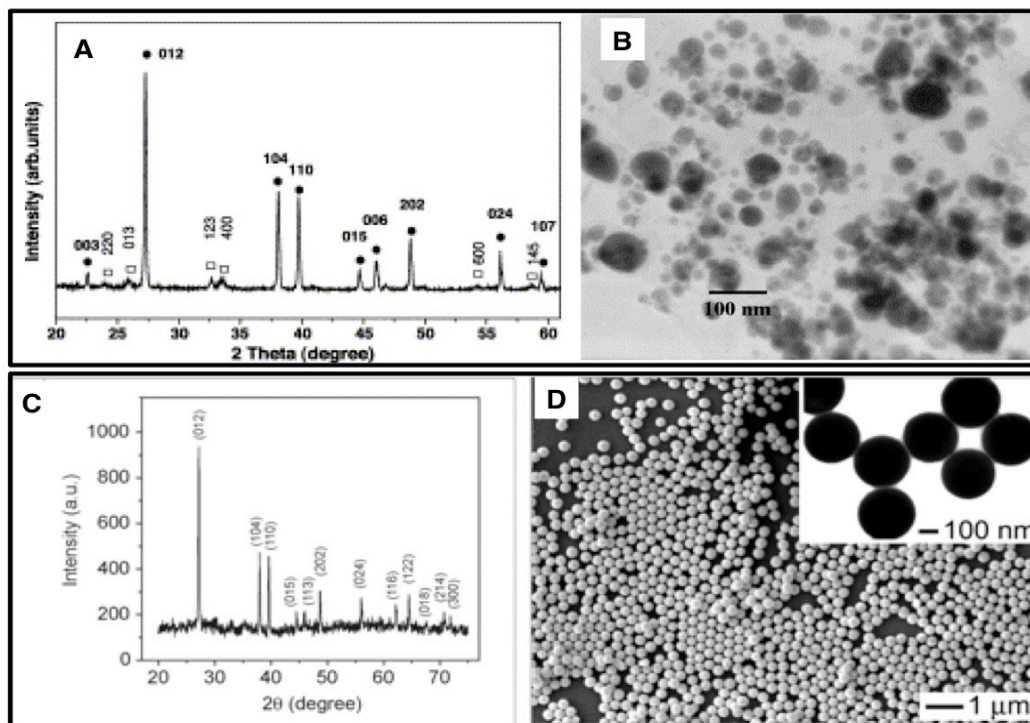 A
012
104
110
003
220
013
123
400
015
006
202
600
024
145
107
Intensity (arb.units)
20 25 30 35 40 45 50 55 60
2 Theta (degree)
B
100 nm
C
1000
800
600
400
200
0
Intensity (a.u.)
(012)
(104)
(110)
(015)
(113)
(202)
(024)
(116)
(122)
(018)
(214)
(300)
20 30 40 50 60 70
2θ (degree)
D
100 nm
1 μm